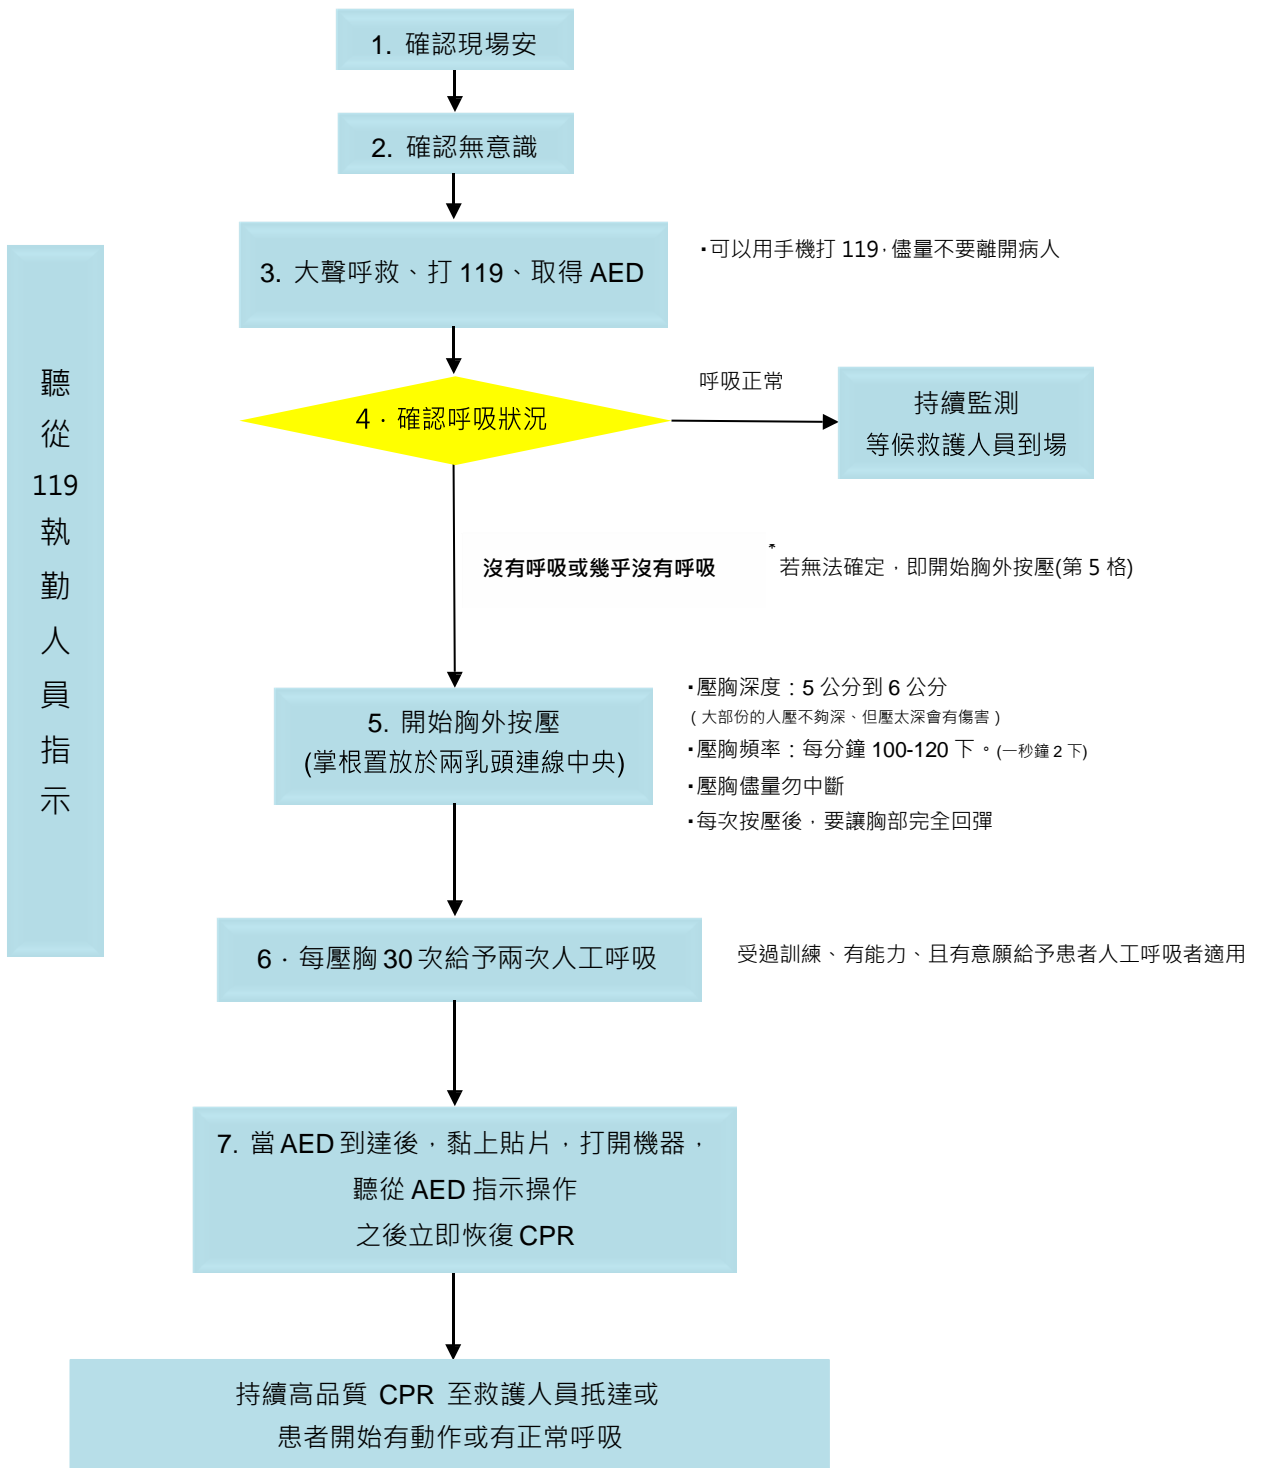 1. 確認現場安
2. 確認無意識
3. 大聲呼救、打 119、取得 AED
▪可以用手機打 119，儘量不要離開病人
聽從119執勤人員指示
4．確認呼吸狀況
呼吸正常
持續監測
等候救護人員到場
沒有呼吸或幾乎沒有呼吸
*若無法確定，即開始胸外按壓(第 5 格)
5. 開始胸外按壓
(掌根置放於兩乳頭連線中央)
▪壓胸深度：5 公分到 6 公分
（大部份的人壓不夠深、但壓太深會有傷害）
▪壓胸頻率：每分鐘 100-120 下。(一秒鐘 2 下)
▪壓胸儘量勿中斷
▪每次按壓後，要讓胸部完全回彈
6．每壓胸 30 次給予兩次人工呼吸
受過訓練、有能力、且有意願給予患者人工呼吸者適用
7. 當 AED 到達後，黏上貼片，打開機器，
聽從 AED 指示操作
之後立即恢復 CPR
持續高品質 CPR 至救護人員抵達或
患者開始有動作或有正常呼吸